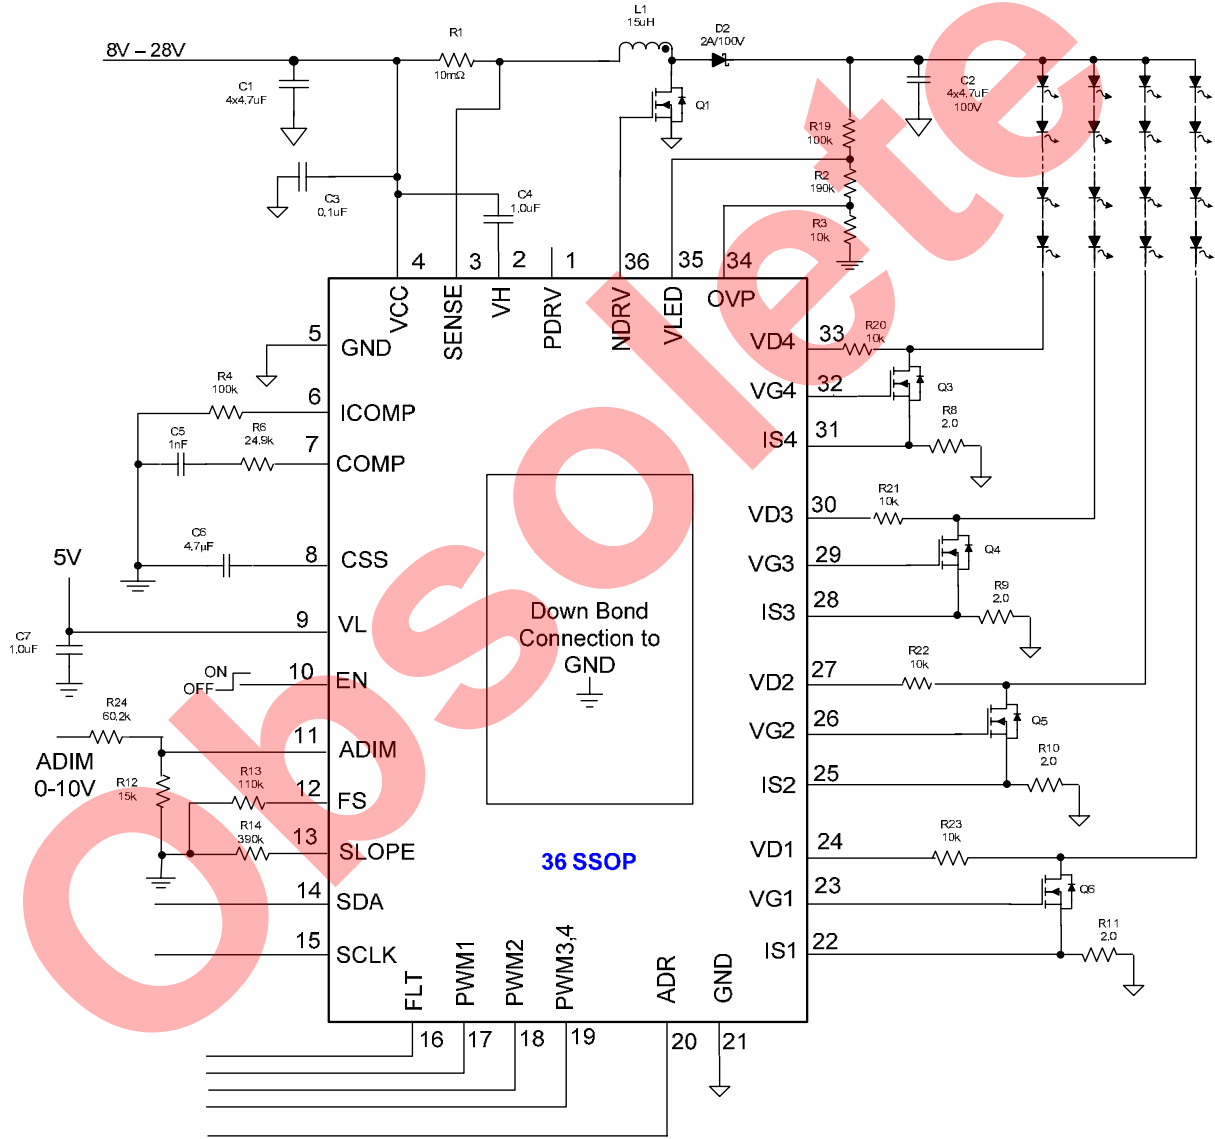 L1
15uH
D2
2A/100V
R1
10mΩ
8V – 28V
C1
4x4.7uF
Q1
C2
4x4.7uF
100V
R19
100k
R2
190k
R3
10k
C3
0.1uF
C4
1.0uF
4
3
2
1
36
35
34
VCC
SENSE
VH
PDRV
NDRV
VLED
OVP
5
GND
R4
100k
6
ICOMP
C5
1nF
R6
24.9k
7
COMP
C6
4.7µF
8
CSS
5V
9
VL
C7
1.0uF
ON
OFF
10
EN
R24
60.2k
11
ADIM
ADIM
0-10V
R12
15k
R13
110k
12
FS
R14
390k
13
SLOPE
14
SDA
15
SCLK
Down Bond
Connection to
GND
36 SSOP
VD4
33
R20
10k
VG4
32
Q3
IS4
31
R8
2.0
VD3
30
R21
10k
VG3
29
Q4
IS3
28
R9
2.0
VD2
27
R22
10k
VG2
26
Q5
IS2
25
R10
2.0
VD1
24
R23
10k
VG1
23
Q6
IS1
22
R11
2.0
FLT
PWM1
PWM2
PWM3,4
ADR
GND
16
17
18
19
20
21
Obsolete